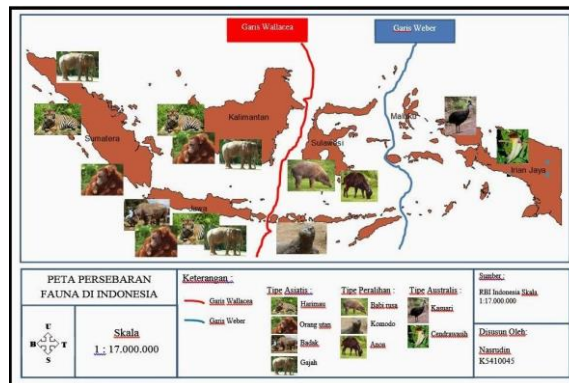 Garis Wallacea
Garis Weber
Sumatera
Kalimantan
Sulawesi
Maluku
Irian Jaya
Jawa
PETA PERSEBARAN
FAUNA DI INDONESIA
U
B T
S
Skala
1 : 17.000.000
Keterangan :
Garis Wallacea
Garis Weber
Tipe Asiatis :
Harimau
Orang utan
Badak
Gajah
Tipe Peralihan :
Babi rusa
Komodo
Anoa
Tipe Australis :
Kasuari
Cendrawasih
Sumber :
RBI Indonesia Skala
1:17.000.000
Disusun Oleh:
Nasrudin
K5410045